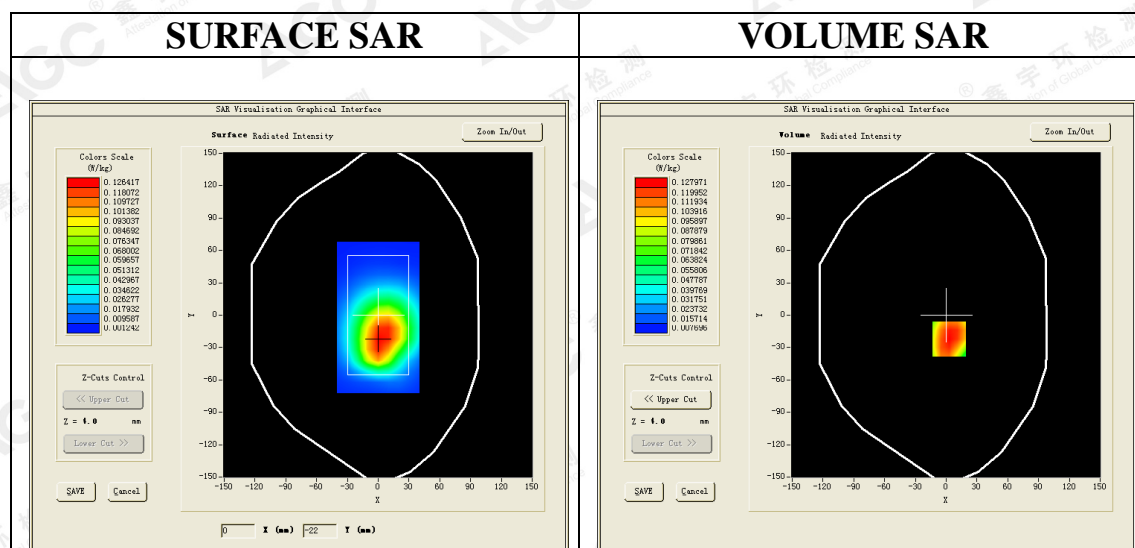 SURFACE SAR
VOLUME SAR
SAR Visualisation Graphical Interface
Surface Radiated Intensity
Zoom In/Out
Colors Scale
(W/kg)
0.126417
0.118072
0.109727
0.101382
0.093037
0.084692
0.076347
0.068002
0.059657
0.051312
0.042967
0.034622
0.026277
0.017932
0.009587
0.001242
150
120
90
60
30
0
-30
-60
-90
-120
-150
Y
-150 -120 -90 -60 -30 0 30 60 90 120 150
X
Z-Cuts Control
<< Upper Cut
Z = 4.0 mm
Lower Cut >>
SAVE Cancel
0 X (mm) -22 Y (mm)
SAR Visualisation Graphical Interface
Volume Radiated Intensity
Zoom In/Out
Colors Scale
(W/kg)
0.127971
0.119952
0.111934
0.103916
0.095897
0.087879
0.079861
0.071842
0.063824
0.055806
0.047787
0.039769
0.031751
0.023732
0.015714
0.007696
150
120
90
60
30
0
-30
-60
-90
-120
-150
Y
-150 -120 -90 -60 -30 0 30 60 90 120 150
X
Z-Cuts Control
<< Upper Cut
Z = 4.0 mm
Lower Cut >>
SAVE Cancel